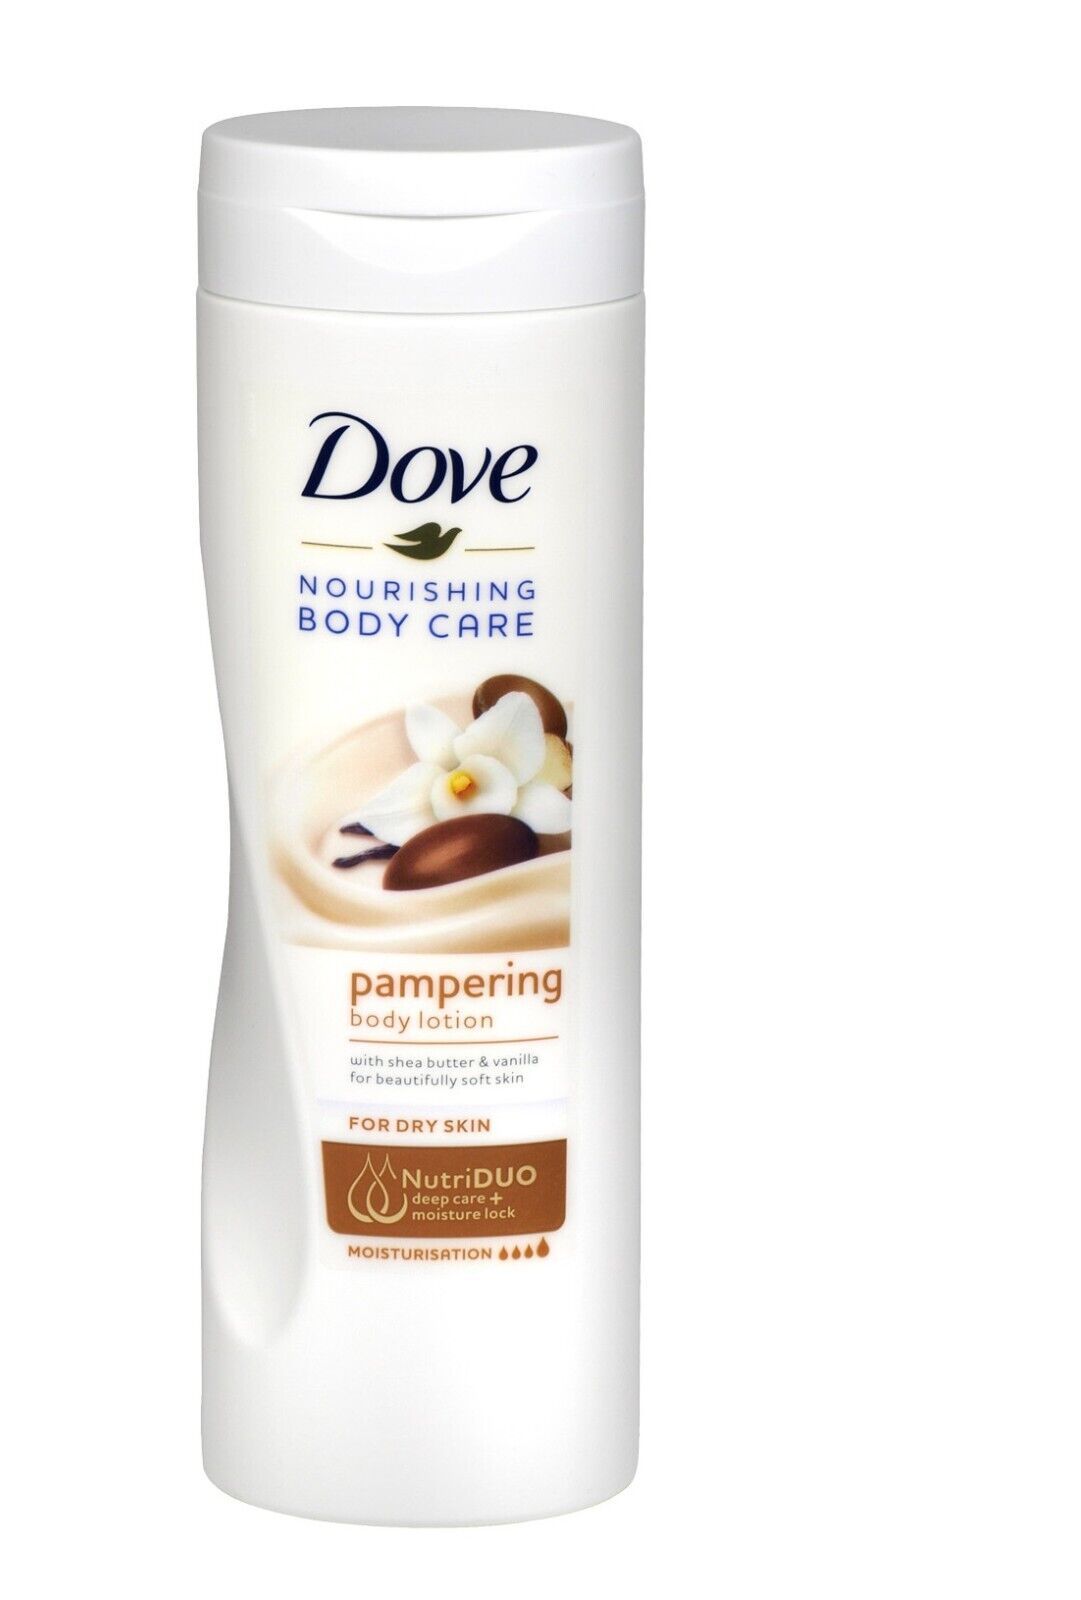 Dove
NOURISHING
BODY CARE
pampering
body lotion
with shea butter & vanilla
for beautifully soft skin
FOR DRY SKIN
NutriDUO
deep care +
moisture lock
MOISTURISATION